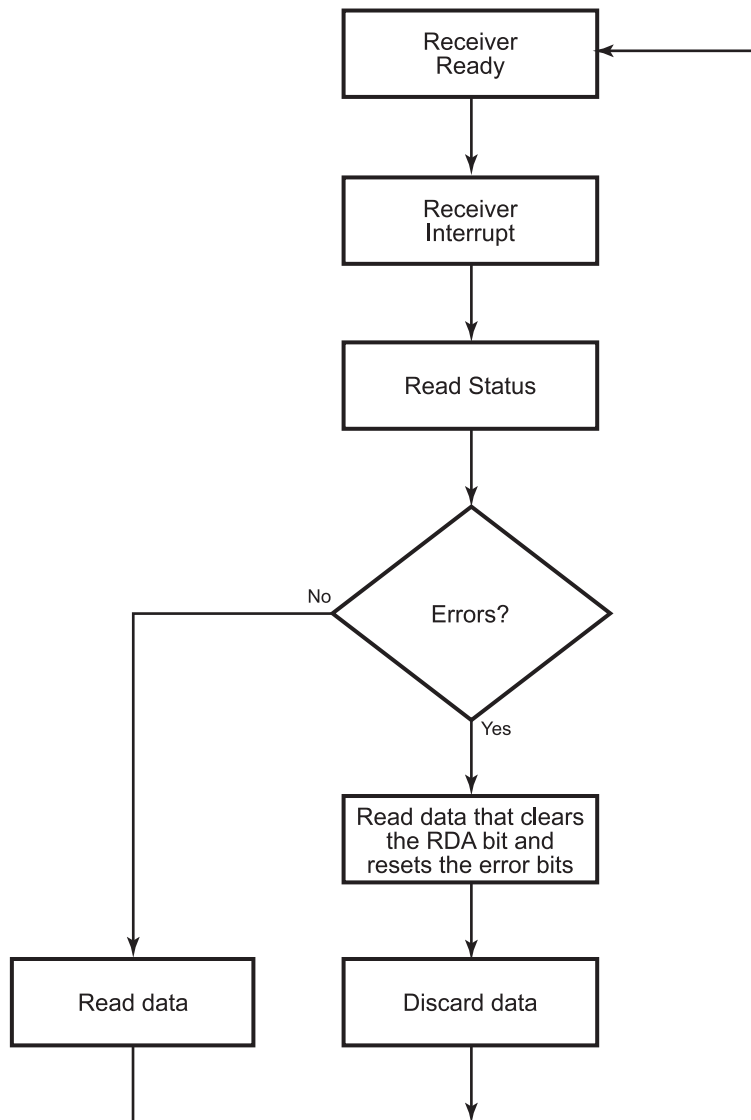 Receiver
Ready
Receiver
Interrupt
Read Status
Errors?
No
Yes
Read data that clears
the RDA bit and
resets the error bits
Read data
Discard data